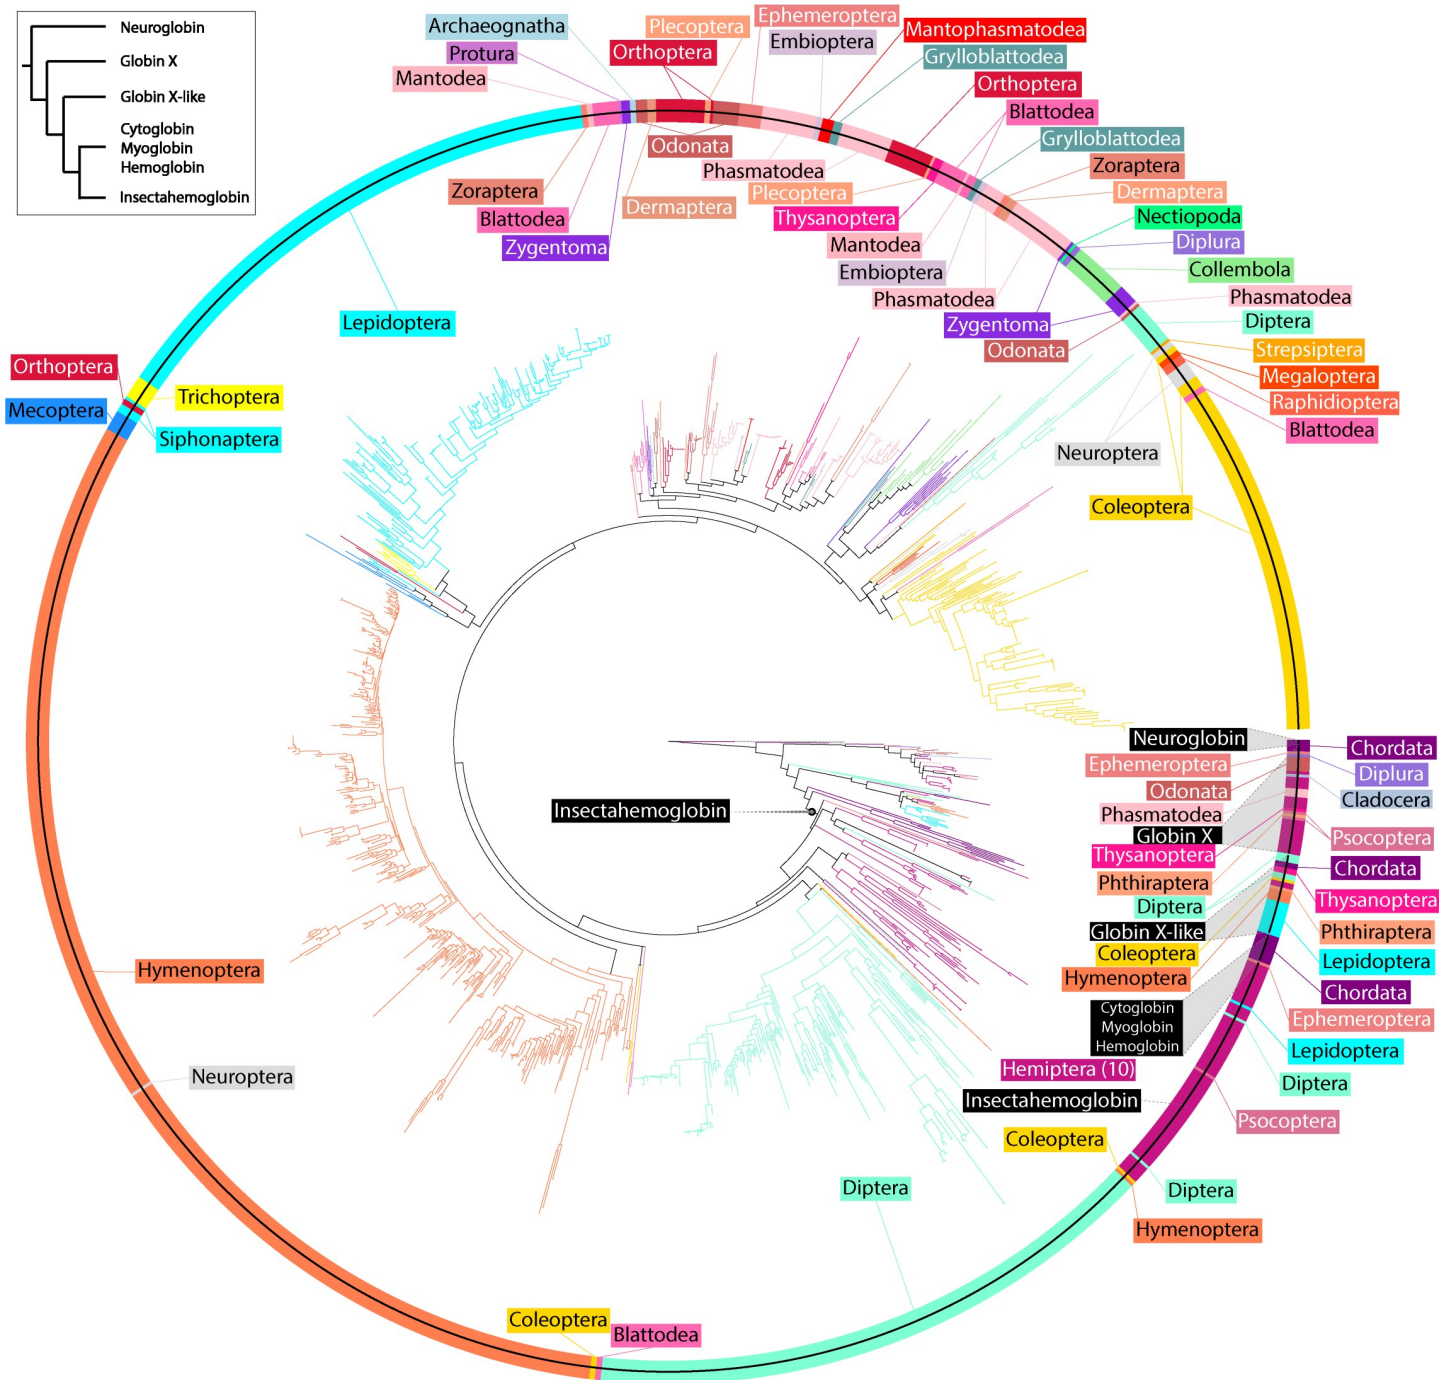 Neuroglobin
Globin X
Globin X-like
Cytoglobin
Myoglobin
Hemoglobin
Insectahemoglobin
Archaeognatha
Protura
Mantodea
Plecoptera
Orthoptera
Ephemeroptera
Embioptera
Mantophasmatodea
Grylloblattodea
Orthoptera
Blattodea
Grylloblattodea
Zoraptera
Dermaptera
Nectiopoda
Diplura
Collembola
Phasmatodea
Diptera
Strepsiptera
Megaloptera
Raphidioptera
Blattodea
Zoraptera
Blattodea
Zygentoma
Odonata
Dermaptera
Phasmatodea
Plecoptera
Thysanoptera
Mantodea
Embioptera
Phasmatodea
Zygentoma
Odonata
Neuroptera
Coleoptera
Lepidoptera
Orthoptera
Mecoptera
Trichoptera
Siphonaptera
Neuroglobin
Ephemeroptera
Odonata
Phasmatodea
Globin X
Thysanoptera
Phthiraptera
Diptera
Globin X-like
Coleoptera
Hymenoptera
Cytoglobin
Myoglobin
Hemoglobin
Hemiptera (10)
Insectahemoglobin
Coleoptera
Chordata
Diplura
Cladocera
Psocoptera
Chordata
Thysanoptera
Phthiraptera
Lepidoptera
Chordata
Ephemeroptera
Lepidoptera
Diptera
Psocoptera
Diptera
Hymenoptera
Insectahemoglobin
Hymenoptera
Neuroptera
Diptera
Coleoptera
Blattodea